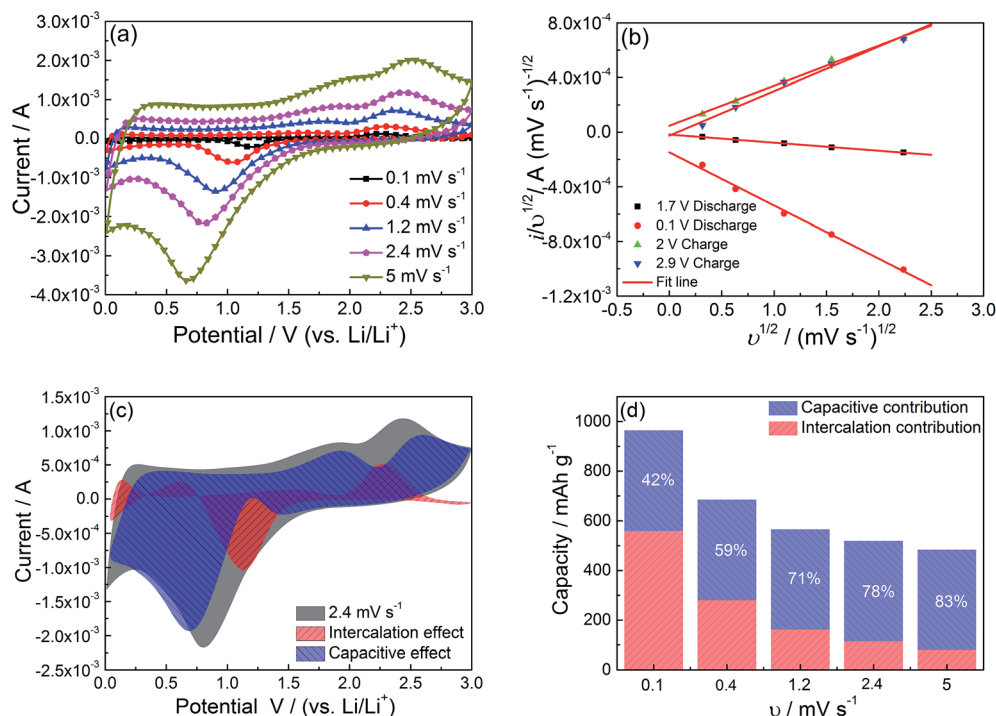 (a)
3.0x10⁻³
2.0x10⁻³
1.0x10⁻³
0.0
-1.0x10⁻³
-2.0x10⁻³
-3.0x10⁻³
-4.0x10⁻³
Current / A
0.1 mV s⁻¹
0.4 mV s⁻¹
1.2 mV s⁻¹
2.4 mV s⁻¹
5 mV s⁻¹
0.0 0.5 1.0 1.5 2.0 2.5 3.0
Potential / V (vs. Li/Li⁺)
(b)
8.0x10⁻⁴
4.0x10⁻⁴
0.0
-4.0x10⁻⁴
-8.0x10⁻⁴
-1.2x10⁻³
i/υ^1/2/ A (mV s⁻¹)^-1/2
1.7 V Discharge
0.1 V Discharge
2 V Charge
2.9 V Charge
Fit line
0.0 0.5 1.0 1.5 2.0 2.5 3.0
υ^1/2 / (mV s⁻¹)^1/2
(c)
1.5x10⁻³
1.0x10⁻³
5.0x10⁻⁴
0.0
-5.0x10⁻⁴
-1.0x10⁻³
-1.5x10⁻³
-2.0x10⁻³
-2.5x10⁻³
Current / A
2.4 mV s⁻¹
Intercalation effect
Capacitive effect
0.0 0.5 1.0 1.5 2.0 2.5 3.0
Potential V / (vs. Li/Li⁺)
(d)
Capacitive contribution
Intercalation contribution
1000
800
600
400
200
0
Capacity / mAh g⁻¹
42%
59%
71%
78%
83%
0.1 0.4 1.2 2.4 5
υ / mV s⁻¹